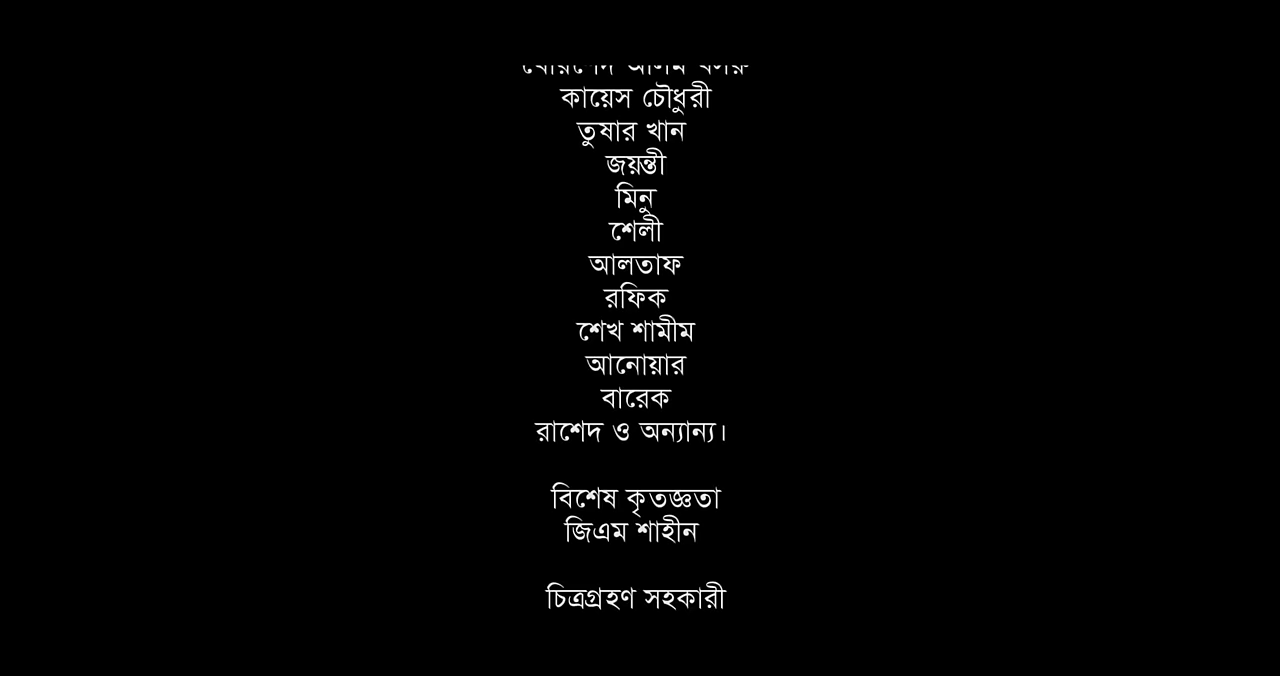 কায়েস চৌধুরী
তুষার খান
জয়ন্তী
মিনু
শেলী
আলতাফ
রফিক
শেখ শামীম
আনোয়ার
বারেক
রাশেদ ও অন্যান্য।
বিশেষ কৃতজ্ঞতা
জিএম শাহীন
চিত্রগ্রহণ সহকারী